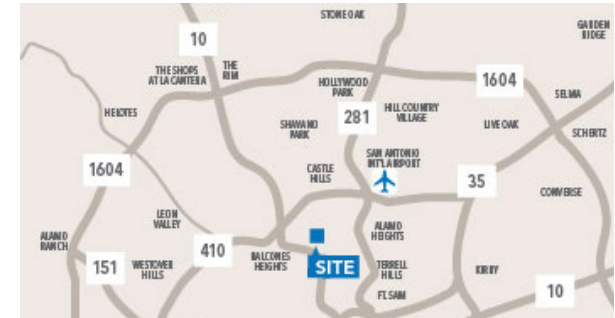 STONE OAK
GARDEN
RIDGE
10
THE SHOPS
AT LA CANTERA
THE
RIM
HOLLYWOOD
PARK
1604
SELMA
HELOTES
281
HILL COUNTRY
VILLAGE
SHAVANO
PARK
LIVE OAK
SCHERTZ
SAN ANTONIO
INT'L AIRPORT
1604
CASTLE
HILLS
35
CONVERSE
LEON
VALLEY
ALAMO
RANCH
410
ALAMO
HEIGHTS
BALCONES
HEIGHTS
151
WESTOVER
HILLS
SITE
TERRELL
HILLS
KIRBY
FT. SAM
10